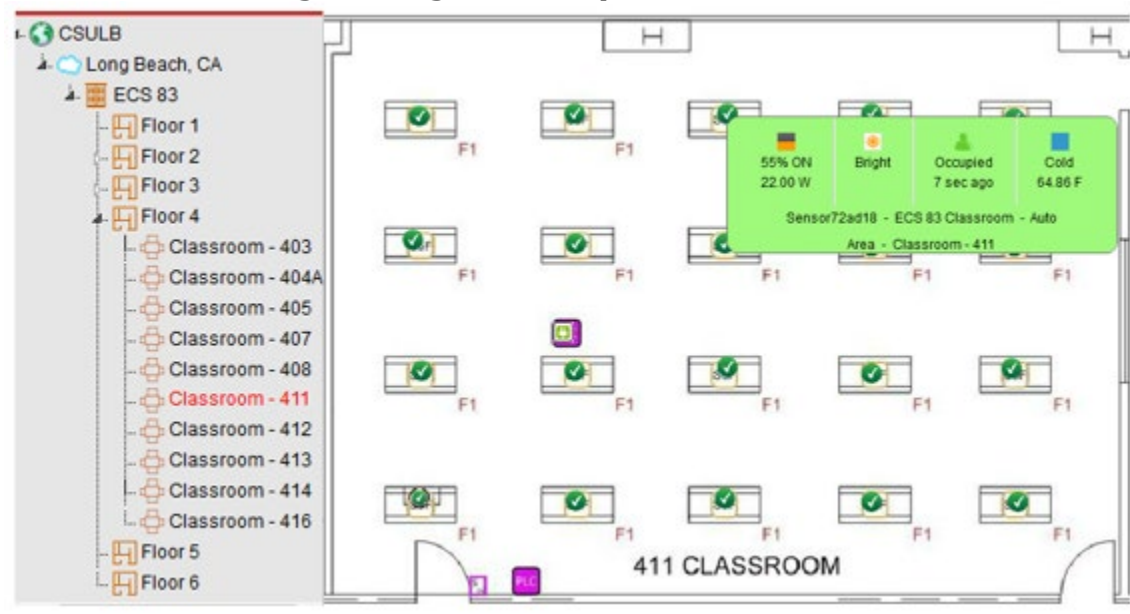 CSULB
Long Beach, CA
ECS 83
Floor 1
Floor 2
Floor 3
Floor 4
Classroom - 403
Classroom - 404A
Classroom - 405
Classroom - 407
Classroom - 408
Classroom - 411
Classroom - 412
Classroom - 413
Classroom - 414
Classroom - 416
Floor 5
Floor 6
H H
F1 F1
55% ON Bright Occupied Cold
22.00 W 7 sec ago 64.86 F
Sensor72ad18 - ECS 83 Classroom - Auto
Area - Classroom - 411
F1 F1 F1 F1 F1
F1 F1 F1 F1 F1
F1 F1 F1 F1 F1
411 CLASSROOM
PLC